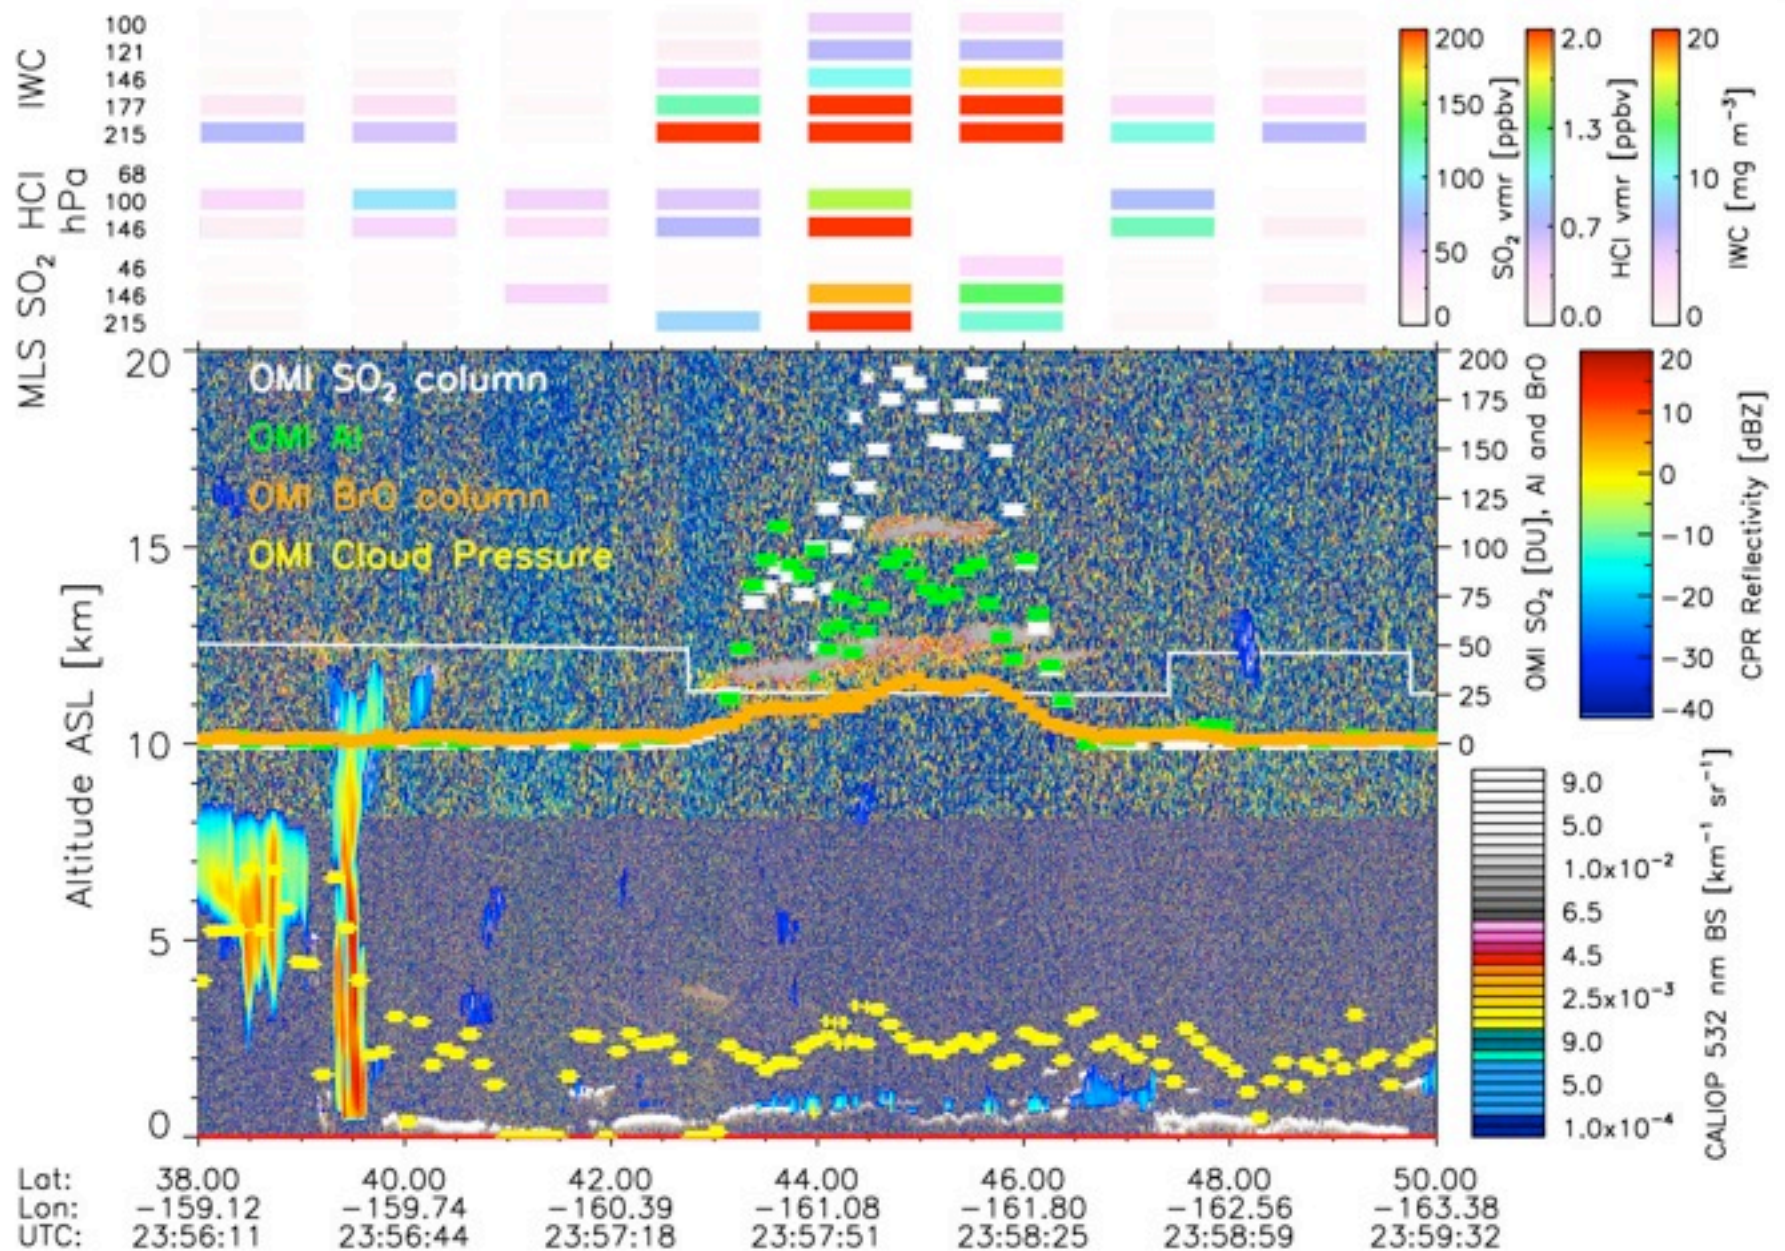 IWC
100
121
146
177
215
HCl
hPa
68
100
146
MLS SO2
46
146
215
200
150
100
50
0
SO2 vmr [ppbv]
2.0
1.3
0.7
0.0
HCl vmr [ppbv]
20
10
0
IWC [mg m−3]
OMI SO2 column
OMI AI
OMI BrO column
OMI Cloud Pressure
Altitude ASL [km]
20
15
10
5
0
200
175
150
125
100
75
50
25
0
OMI SO2 [DU], AI and BrO
20
10
0
−10
−20
−30
−40
CPR Reflectivity [dBZ]
9.0
5.0
1.0x10−2
6.5
4.5
2.5x10−3
9.0
5.0
1.0x10−4
CALIOP 532 nm BS [km−1 sr−1]
Lat: 38.00 40.00 42.00 44.00 46.00 48.00 50.00
Lon: −159.12 −159.74 −160.39 −161.08 −161.80 −162.56 −163.38
UTC: 23:56:11 23:56:44 23:57:18 23:57:51 23:58:25 23:58:59 23:59:32